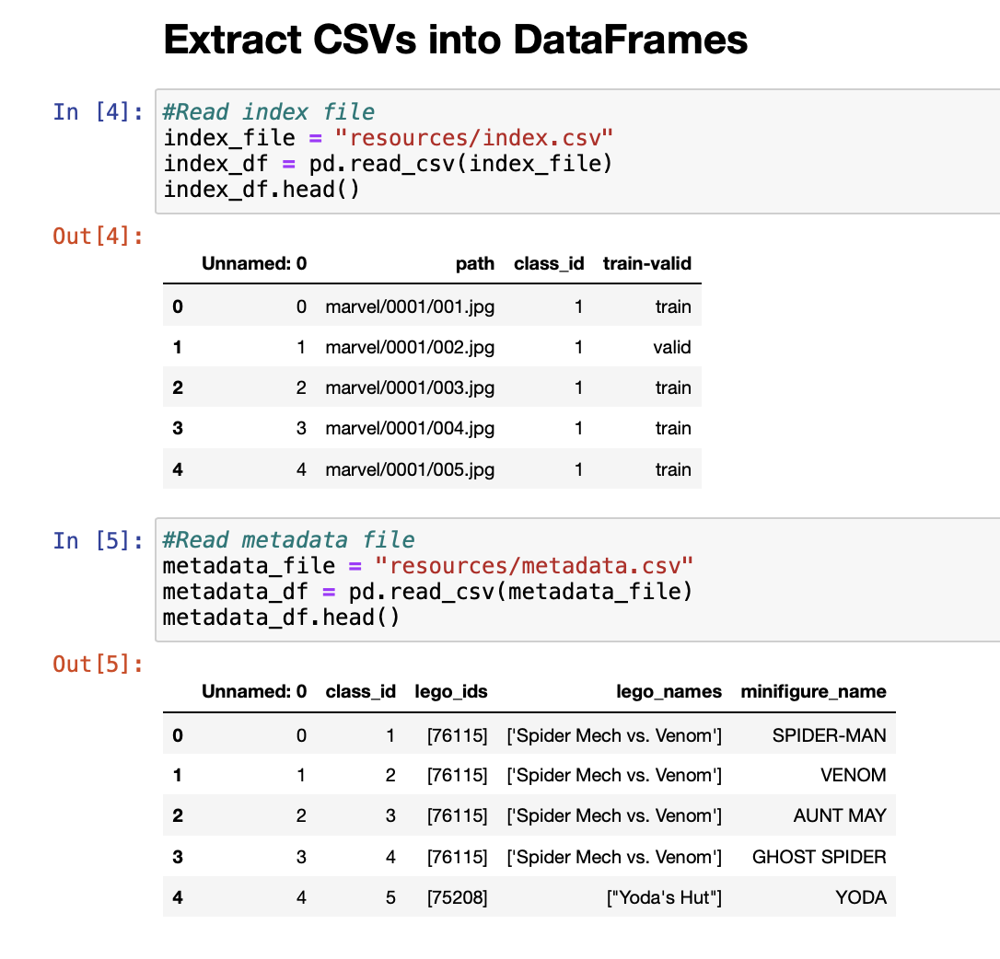 Extract CSVs into DataFrames
In [4]: #Read index file
index_file = "resources/index.csv"
index_df = pd.read_csv(index_file)
index_df.head()
Out[4]:
Unnamed: 0 path class_id train-valid
0 0 marvel/0001/001.jpg 1 train
1 1 marvel/0001/002.jpg 1 valid
2 2 marvel/0001/003.jpg 1 train
3 3 marvel/0001/004.jpg 1 train
4 4 marvel/0001/005.jpg 1 train
In [5]: #Read metadata file
metadata_file = "resources/metadata.csv"
metadata_df = pd.read_csv(metadata_file)
metadata_df.head()
Out[5]:
Unnamed: 0 class_id lego_ids lego_names minifigure_name
0 0 1 [76115] ['Spider Mech vs. Venom'] SPIDER-MAN
1 1 2 [76115] ['Spider Mech vs. Venom'] VENOM
2 2 3 [76115] ['Spider Mech vs. Venom'] AUNT MAY
3 3 4 [76115] ['Spider Mech vs. Venom'] GHOST SPIDER
4 4 5 [75208] ["Yoda's Hut"] YODA